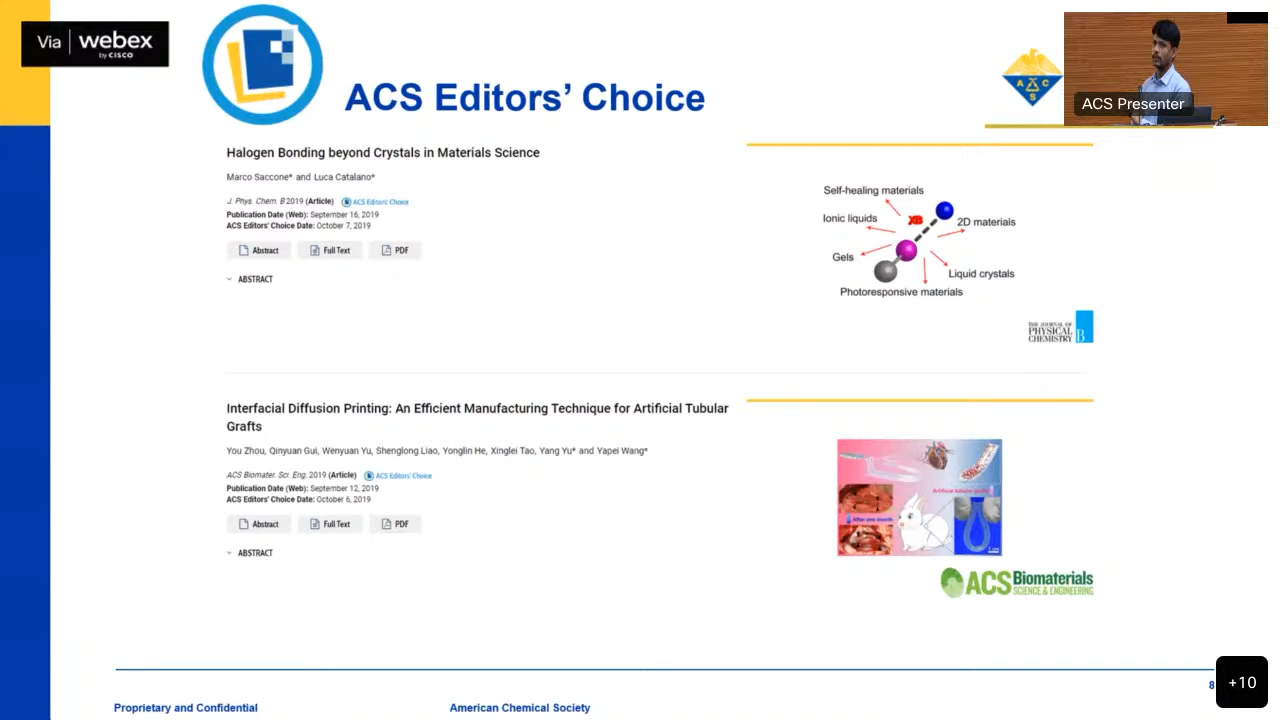 Via webex
by CISCO
ACS Editors' Choice
A C
S
ACS Presenter
Halogen Bonding beyond Crystals in Materials Science
Marco Saccone* and Luca Catalano*
J. Phys. Chem. B 2019 (Article) ACS Editors' Choice
Publication Date (Web): September 16, 2019
ACS Editors' Choice Date: October 7, 2019
Abstract Full Text PDF
ABSTRACT
Self-healing materials
Ionic liquids XB 2D materials
Gels
Liquid crystals
Photoresponsive materials
THE JOURNAL OF
PHYSICAL
CHEMISTRY B
Interfacial Diffusion Printing: An Efficient Manufacturing Technique for Artificial Tubular
Grafts
You Zhou, Qinyuan Gui, Wenyuan Yu, Shenglong Liao, Yonglin He, Xinglei Tao, Yang Yu* and Yapei Wang*
ACS Biomater. Sci. Eng. 2019 (Article) ACS Editors' Choice
Publication Date (Web): September 12, 2019
ACS Editors' Choice Date: October 6, 2019
Abstract Full Text PDF
ABSTRACT
Artificial tubular
After one month
ACS Biomaterials
SCIENCE & ENGINEERING
8
+10
Proprietary and Confidential American Chemical Society